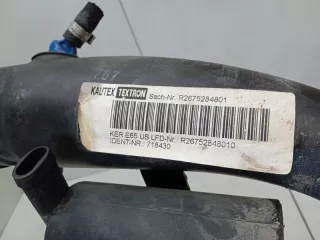 KAUTEX TEXTRON Sach-Nr. R2675284801
KER E65 US LFD-Nr. R26752848010
IDENT-NR.: 718430